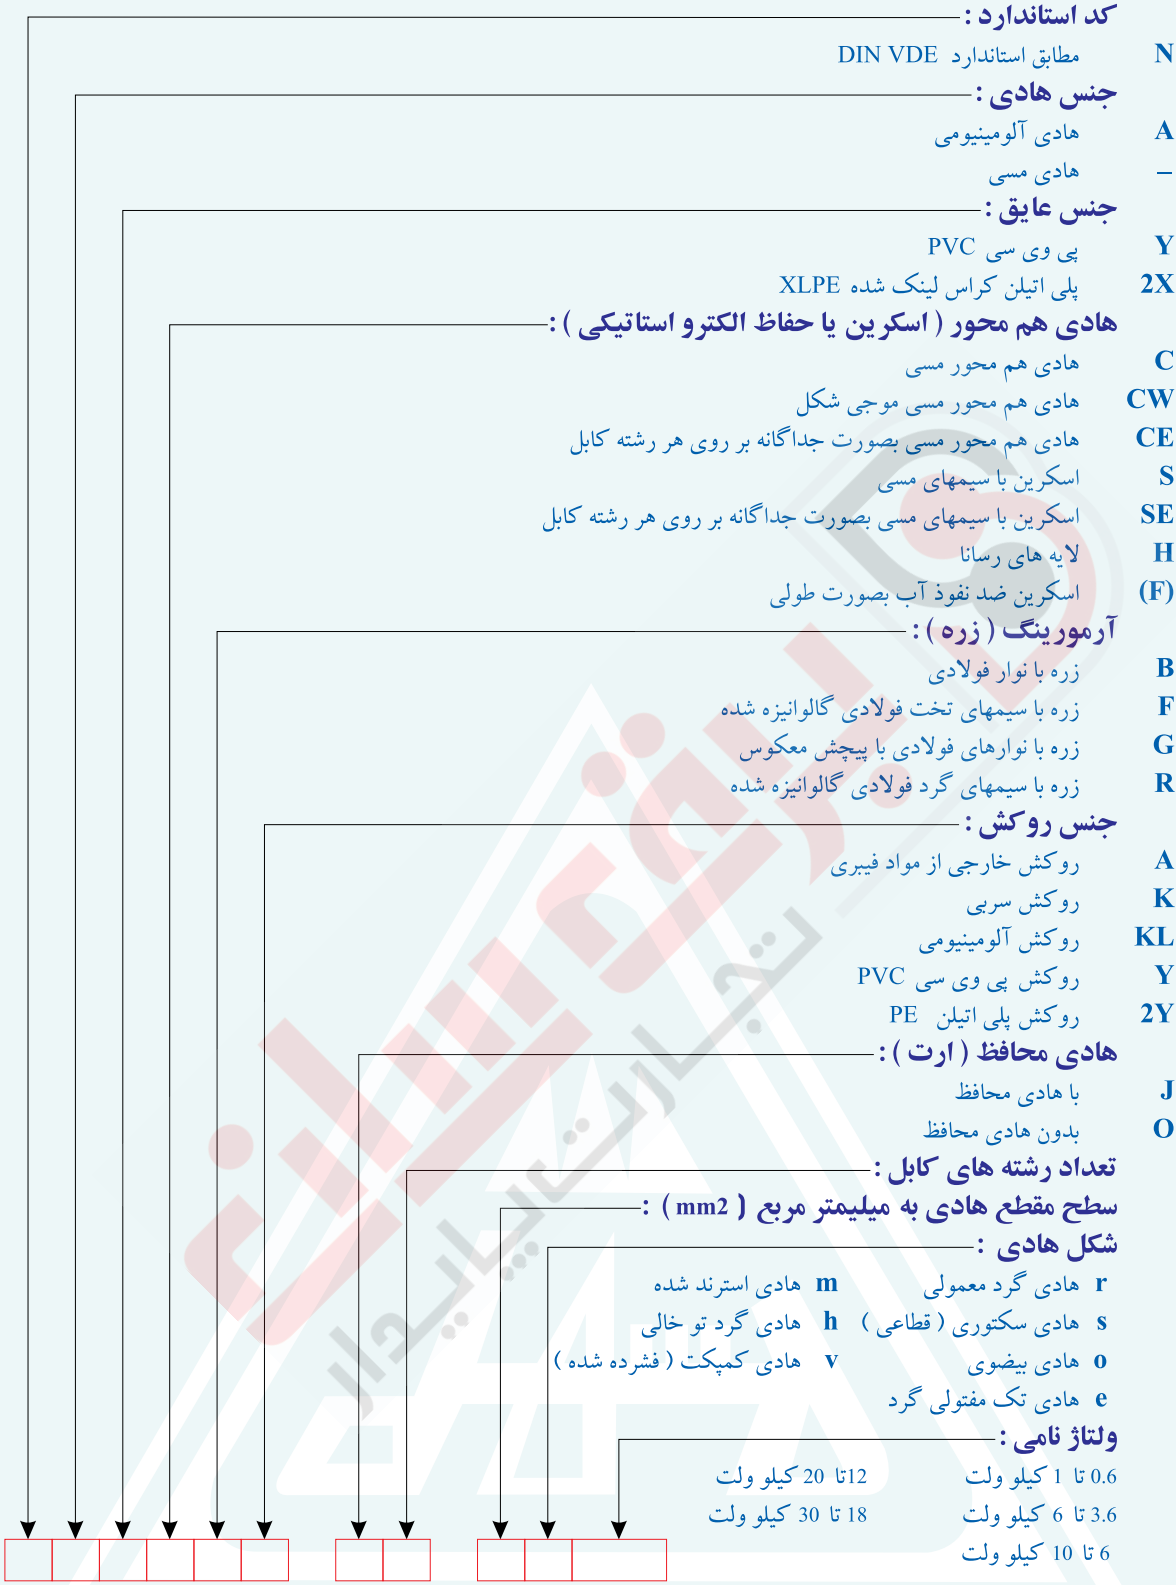 کد استاندارد :
N مطابق استاندارد DIN VDE
جنس هادی :
A هادی آلومینیومی
– هادی مسی
جنس عایق :
Y پی وی سی PVC
2X پلی اتیلن کراس لینک شده XLPE
هادی هم محور ( اسکرین یا حفاظ الکترو استاتیکی ) :
C هادی هم محور مسی
CW هادی هم محور مسی موجی شکل
CE هادی هم محور مسی بصورت جداگانه بر روی هر رشته کابل
S اسکرین با سیمهای مسی
SE اسکرین با سیمهای مسی بصورت جداگانه بر روی هر رشته کابل
H لایه های رسانا
(F) اسکرین ضد نفوذ آب بصورت طولی
آرمورینگ ( زره ) :
B زره با نوار فولادی
F زره با سیمهای تخت فولادی گالوانیزه شده
G زره با نوارهای فولادی با پیچش معکوس
R زره با سیمهای گرد فولادی گالوانیزه شده
جنس روکش :
A روکش خارجی از مواد فیبری
K روکش سربی
KL روکش آلومینیومی
Y روکش پی وی سی PVC
2Y روکش پلی اتیلن PE
هادی محافظ ( ارت ) :
J با هادی محافظ
O بدون هادی محافظ
تعداد رشته های کابل :
سطح مقطع هادی به میلیمتر مربع ( mm2 ) :
شکل هادی :
r هادی گرد معمولی m هادی استرند شده
s هادی سکتوری ( قطاعی ) h هادی گرد تو خالی
o هادی بیضوی v هادی کمپکت ( فشرده شده )
e هادی تک مفتولی گرد
ولتاژ نامی :
0.6 تا 1 کیلو ولت 12تا 20 کیلو ولت
3.6 تا 6 کیلو ولت 18 تا 30 کیلو ولت
6 تا 10 کیلو ولت
برق سان
تجارت پایدار